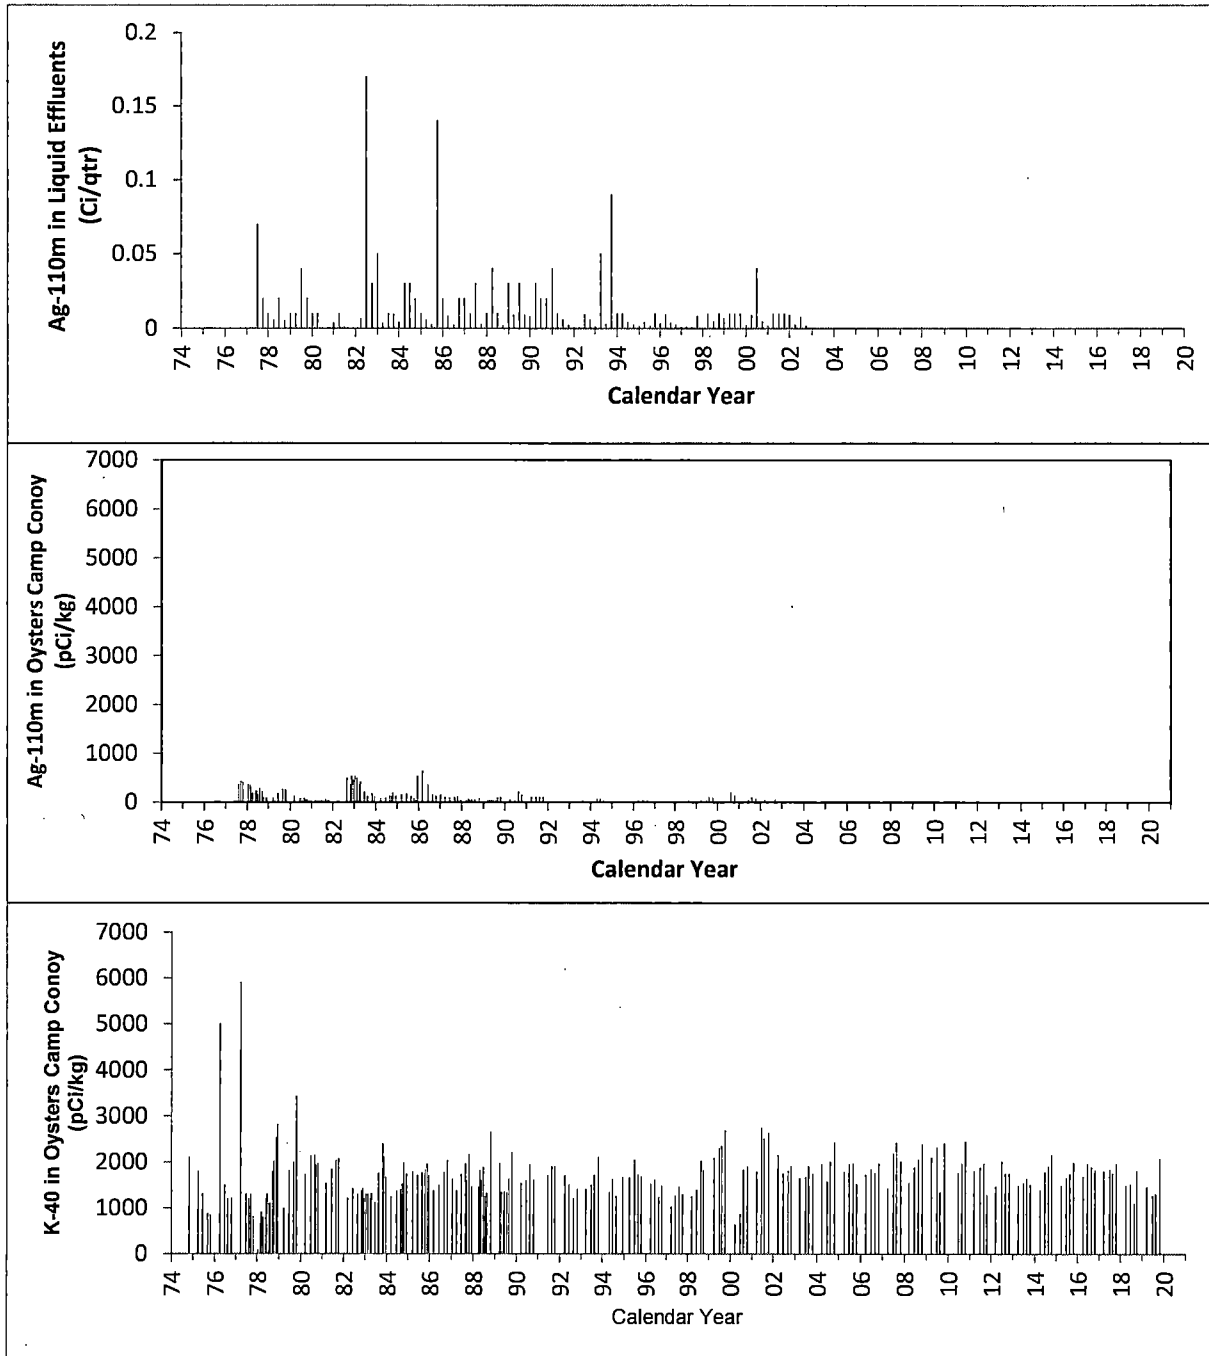 Ag-110m in Liquid Effluents
(Ci/qtr)
0.2
0.15
0.1
0.05
0
74 76 78 80 82 84 86 88 90 92 94 96 98 00 02 04 06 08 10 12 14 16 18 20
Calendar Year
Ag-110m in Oysters Camp Conoy
(pCi/kg)
7000
6000
5000
4000
3000
2000
1000
0
74 76 78 80 82 84 86 88 90 92 94 96 98 00 02 04 06 08 10 12 14 16 18 20
Calendar Year
K-40 in Oysters Camp Conoy
(pCi/kg)
7000
6000
5000
4000
3000
2000
1000
0
74 76 78 80 82 84 86 88 90 92 94 96 98 00 02 04 06 08 10 12 14 16 18 20
Calendar Year